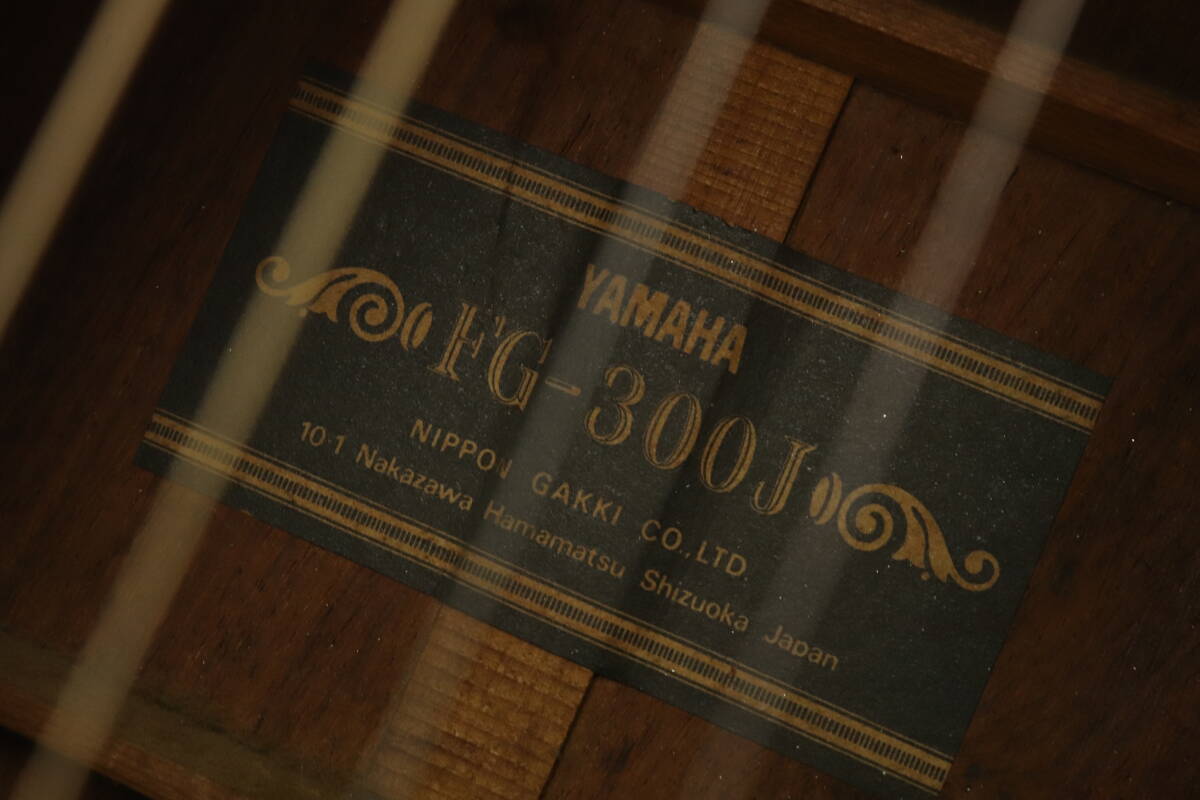 YAMAHA
FG-300J
NIPPON GAKKI CO.,LTD.
10-1 Nakazawa Hamamatsu Shizuoka Japan